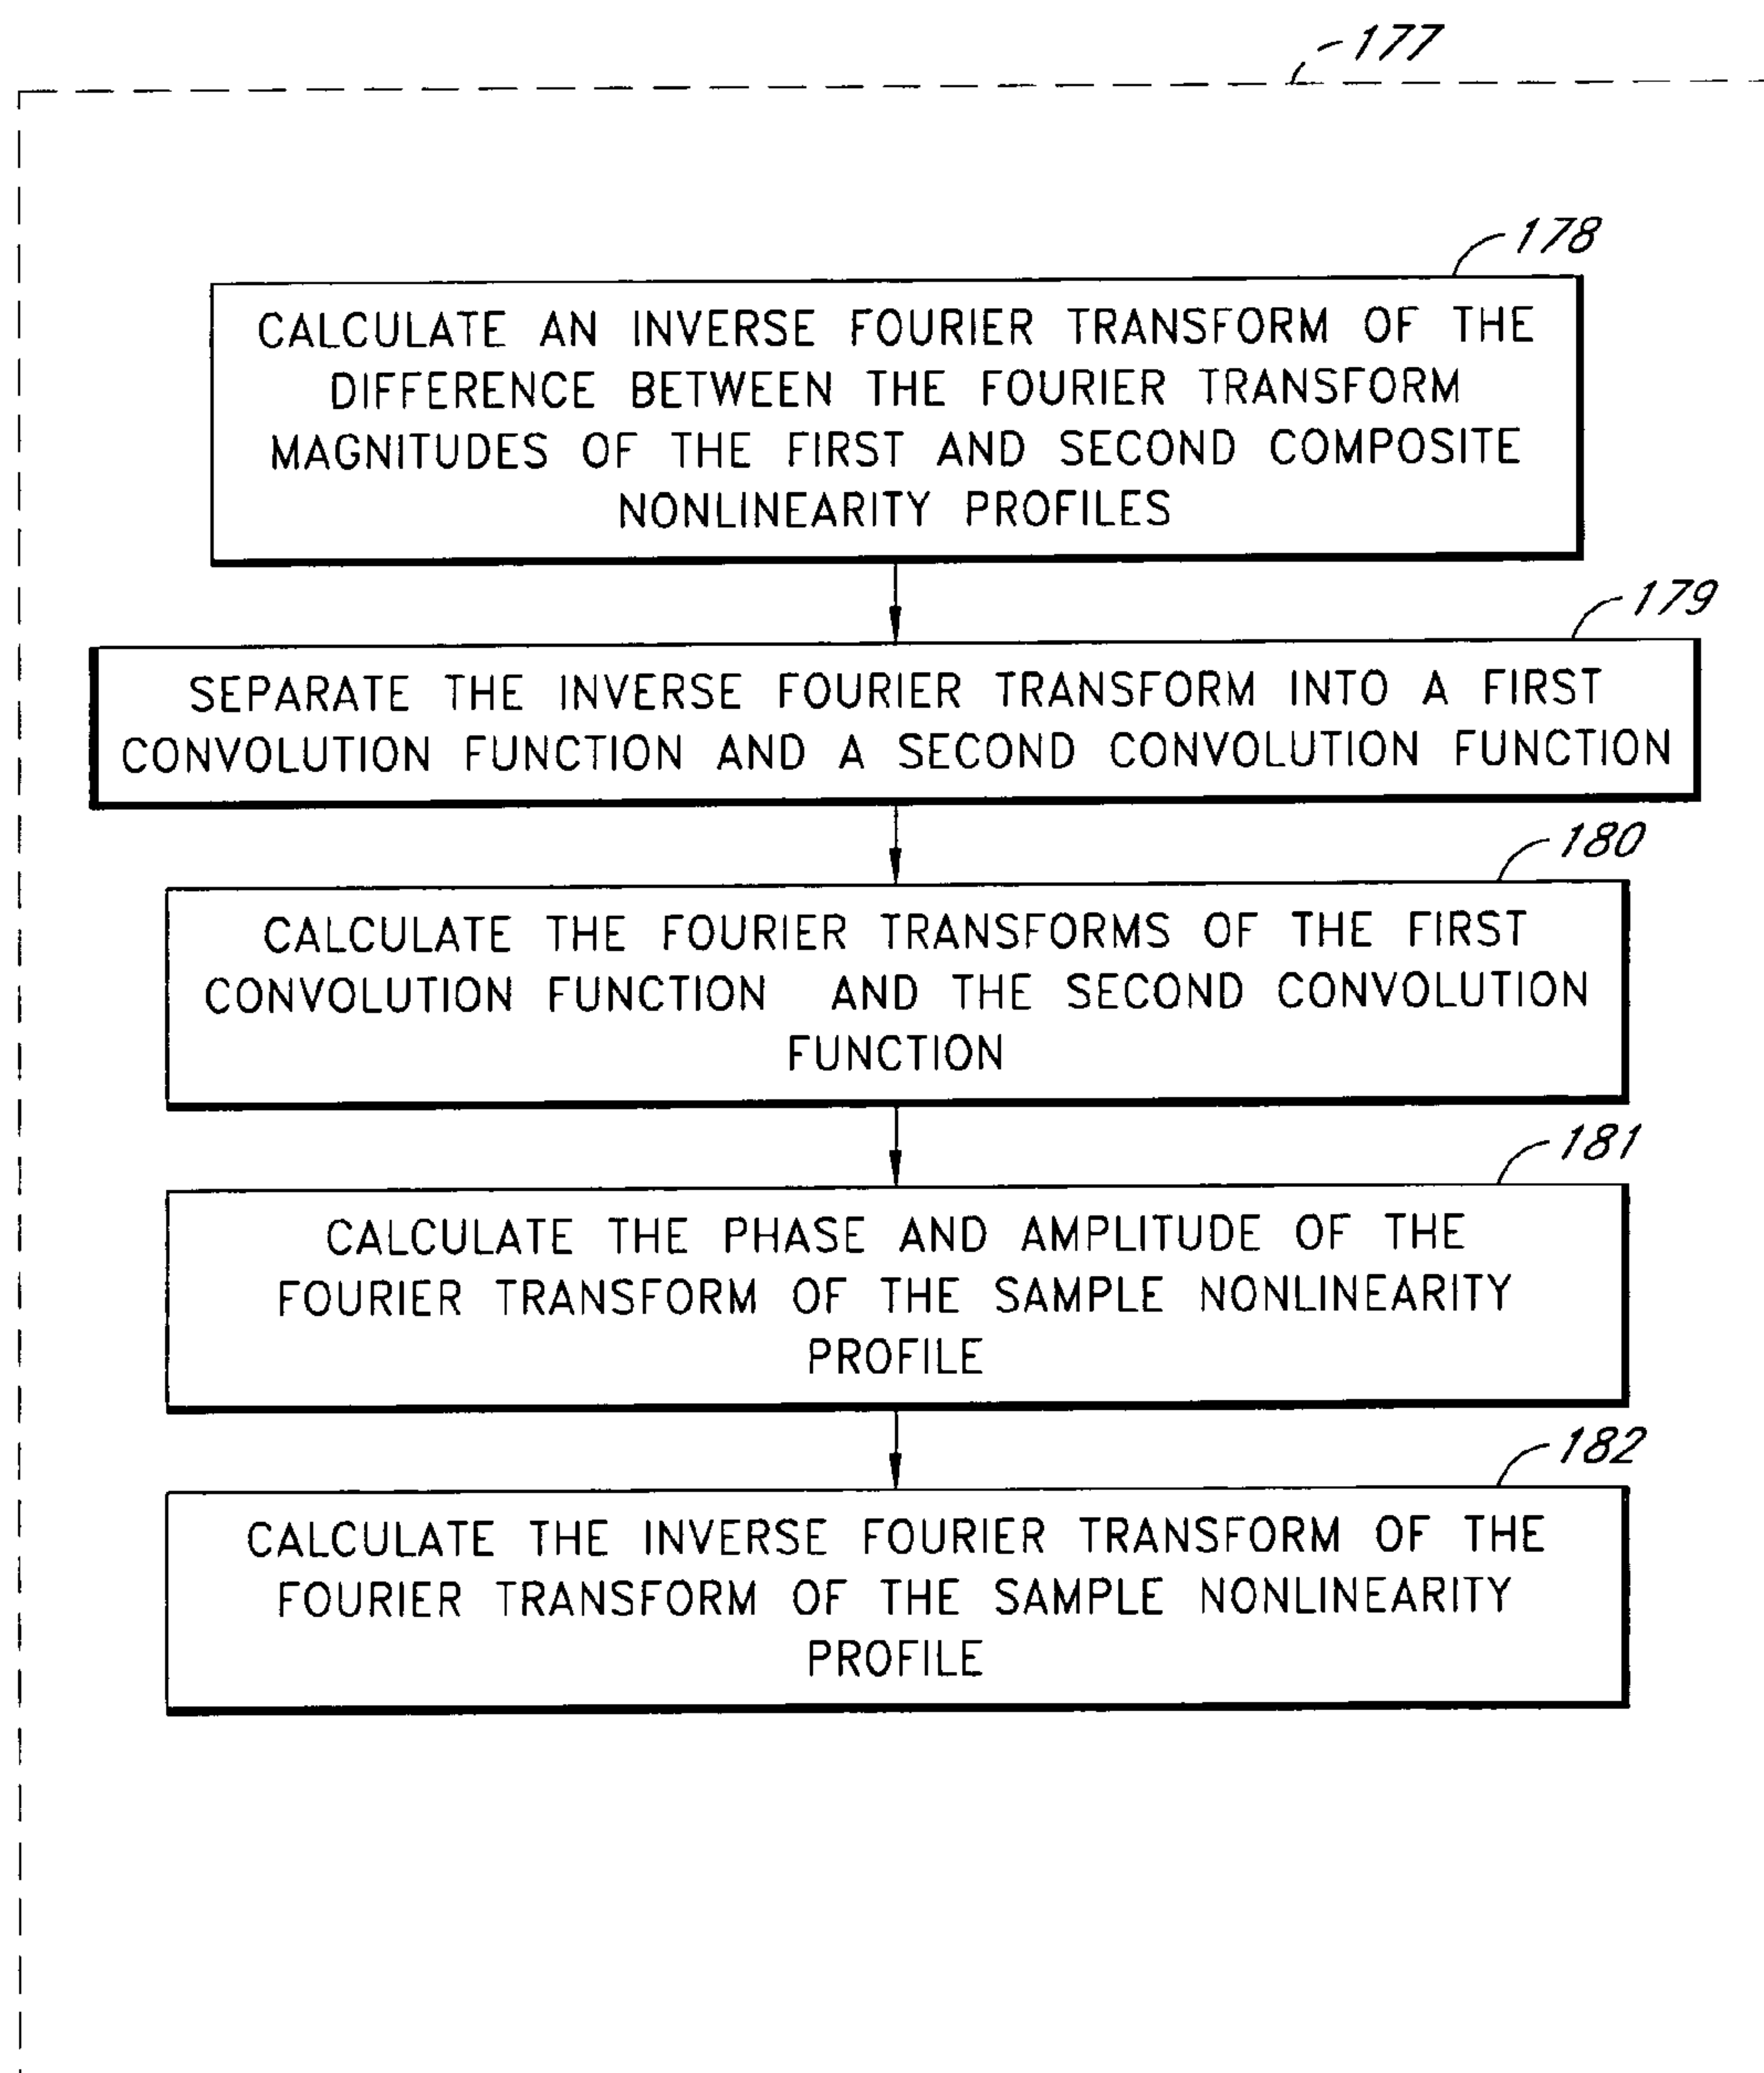 177
178
CALCULATE AN INVERSE FOURIER TRANSFORM OF THE
DIFFERENCE BETWEEN THE FOURIER TRANSFORM
MAGNITUDES OF THE FIRST AND SECOND COMPOSITE
NONLINEARITY PROFILES
179
SEPARATE THE INVERSE FOURIER TRANSFORM INTO A FIRST
CONVOLUTION FUNCTION AND A SECOND CONVOLUTION FUNCTION
180
CALCULATE THE FOURIER TRANSFORMS OF THE FIRST
CONVOLUTION FUNCTION AND THE SECOND CONVOLUTION
FUNCTION
181
CALCULATE THE PHASE AND AMPLITUDE OF THE
FOURIER TRANSFORM OF THE SAMPLE NONLINEARITY
PROFILE
182
CALCULATE THE INVERSE FOURIER TRANSFORM OF THE
FOURIER TRANSFORM OF THE SAMPLE NONLINEARITY
PROFILE